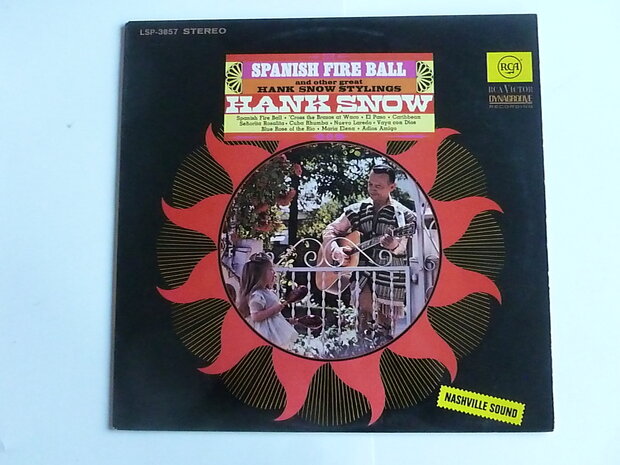 LSP-3857 STEREO
SPANISH FIRE BALL
and other great
HANK SNOW STYLINGS
HANK SNOW
Spanish Fire Ball • 'Cross the Brazos at Waco • El Paso • Caribbean
Señorita Rosalita • Cuba Rhumba • Nuevo Laredo • Vaya con Dios
Blue Rose of the Rio • Maria Elena • Adios Amigo
RCA
RCA VICTOR
DYNAGROOVE
RECORDING
NASHVILLE SOUND